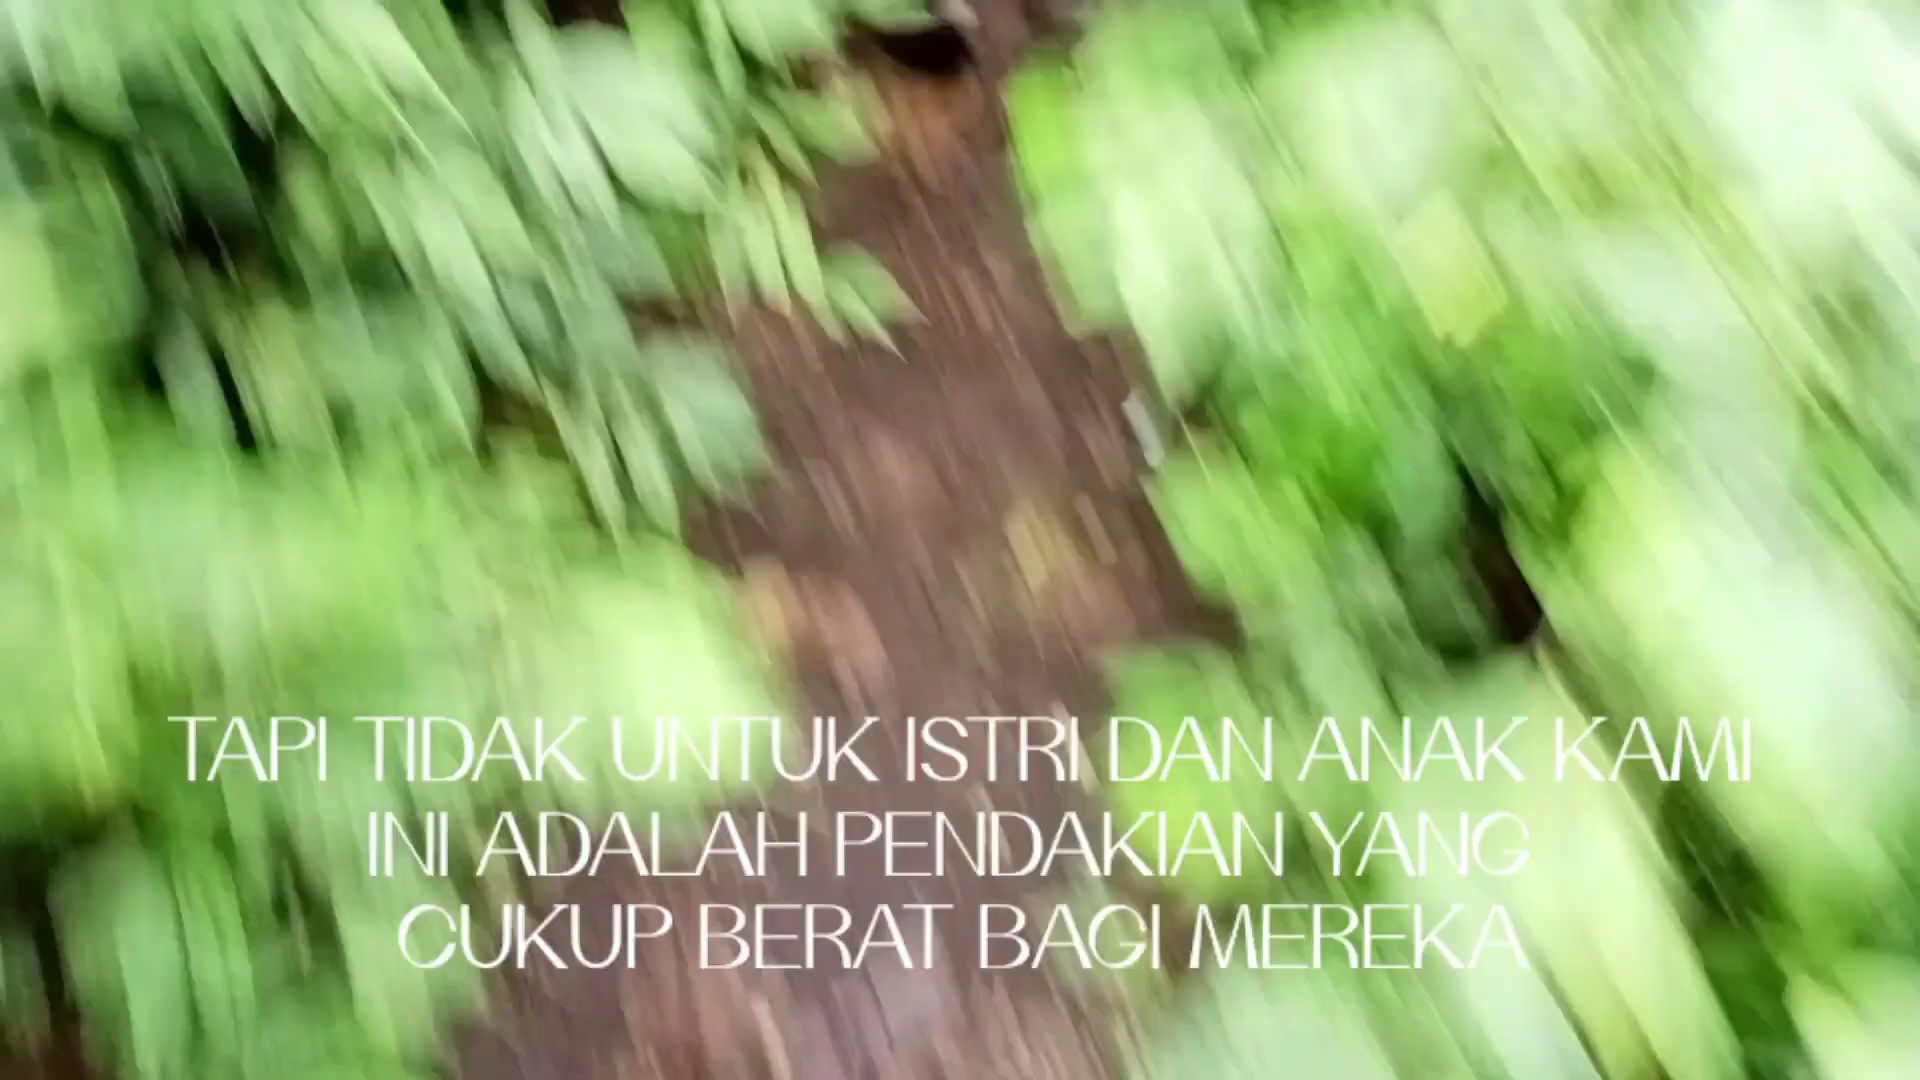 TAPI TIDAK UNTUK ISTRI DAN ANAK KAMI
INI ADALAH PENDAKIAN YANG
CUKUP BERAT BAGI MEREKA